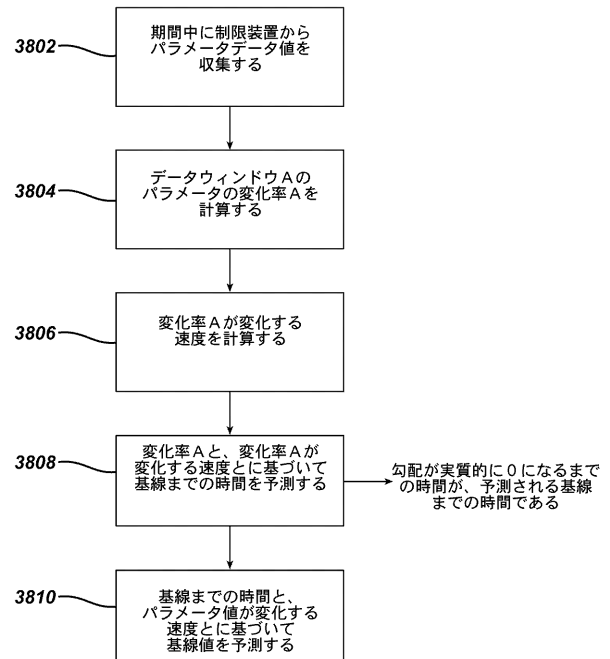 3802
期間中に制限装置から
パラメータデータ値を
収集する
3804
データウィンドウAの
パラメータの変化率Aを
計算する
3806
変化率Aが変化する
速度を計算する
3808
変化率Aと、変化率Aが
変化する速度とに基づいて
基線までの時間を予測する
勾配が実質的に0になるまで
の時間が、予測される基線
までの時間である
3810
基線までの時間と、
パラメータ値が変化する
速度とに基づいて
基線値を予測する